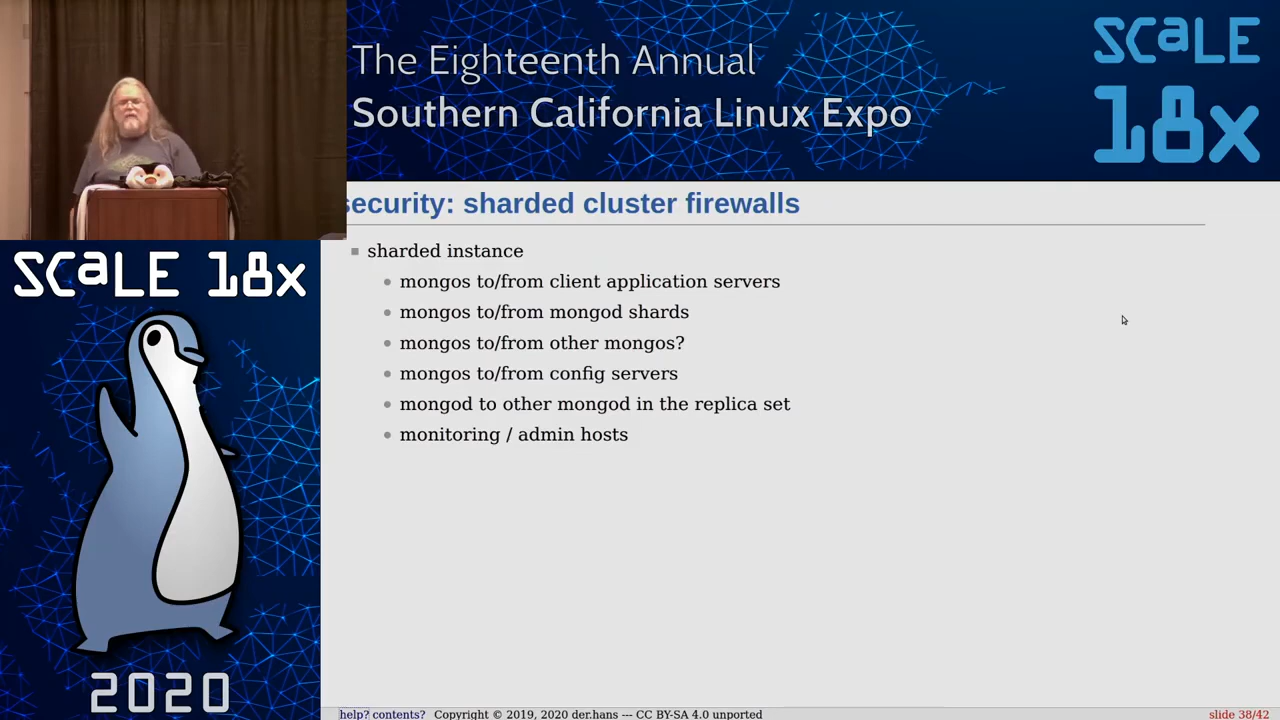 The Eighteenth Annual
Southern California Linux Expo
SCaLE
18x
security: sharded cluster firewalls
sharded instance
mongos to/from client application servers
mongos to/from mongod shards
mongos to/from other mongos?
mongos to/from config servers
mongod to other mongod in the replica set
monitoring / admin hosts
SCaLE 18x
2020
help? contents? Copyright © 2019, 2020 der.hans --- CC BY-SA 4.0 unported
slide 38/42